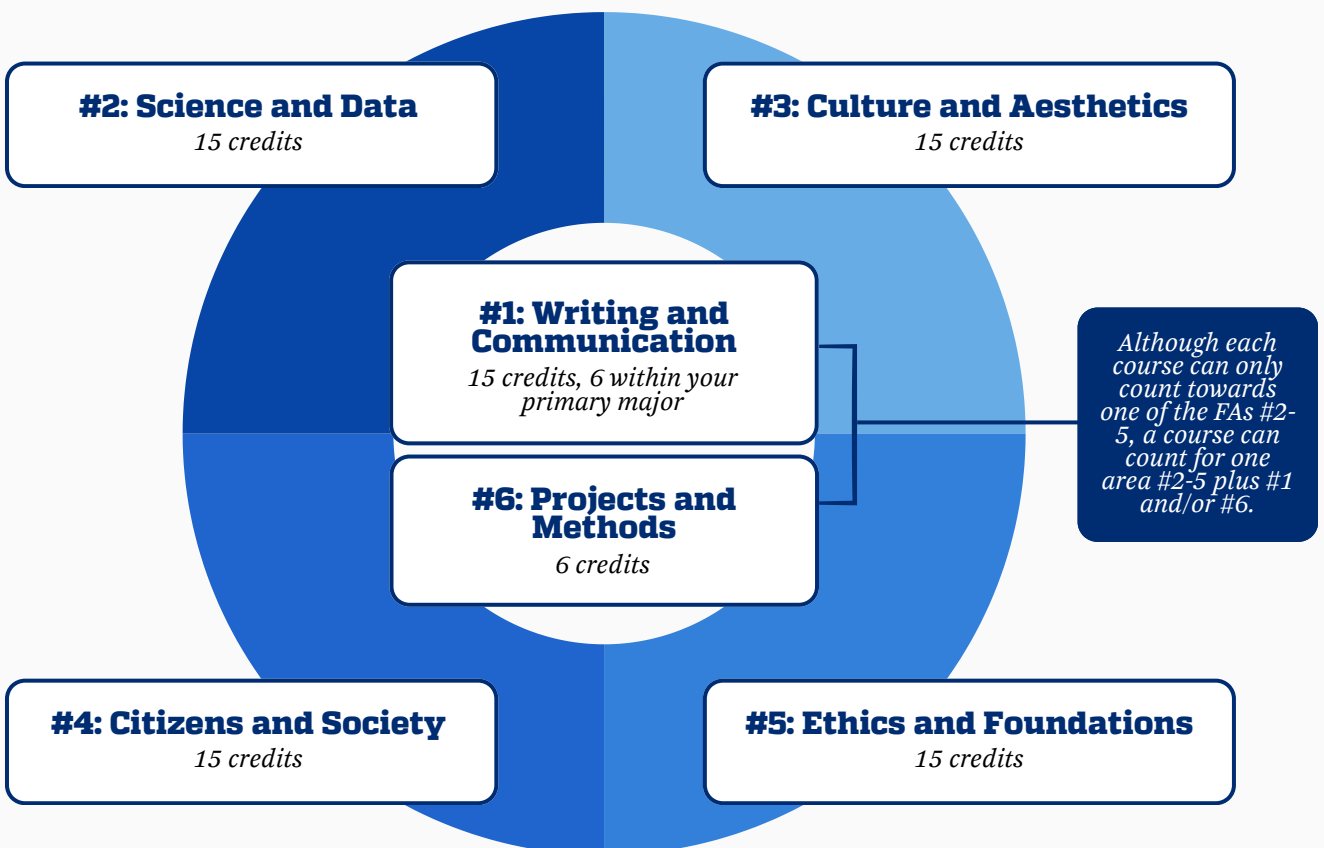 #2: Science and Data
15 credits
#3: Culture and Aesthetics
15 credits
#1: Writing and
Communication
15 credits, 6 within your
primary major
#6: Projects and
Methods
6 credits
Although each
course can only
count towards
one of the FAs #2-
5, a course can
count for one
area #2-5 plus #1
and/or #6.
#4: Citizens and Society
15 credits
#5: Ethics and Foundations
15 credits